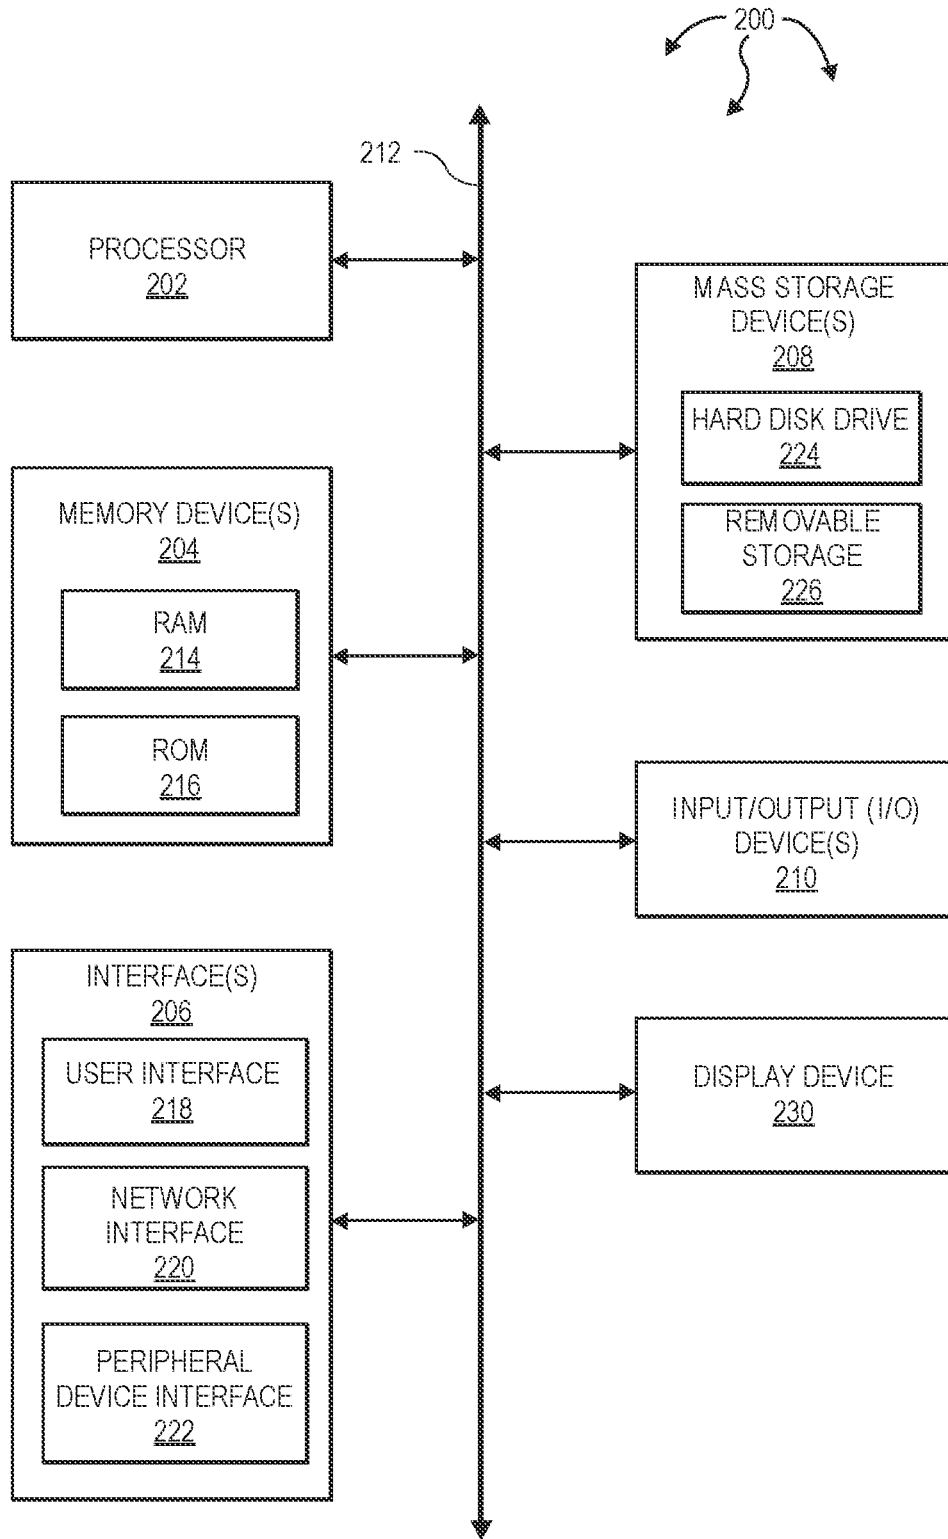 200
212
PROCESSOR
202
MEMORY DEVICE(S)
204
RAM
214
ROM
216
INTERFACE(S)
206
USER INTERFACE
218
NETWORK
INTERFACE
220
PERIPHERAL
DEVICE INTERFACE
222
MASS STORAGE
DEVICE(S)
208
HARD DISK DRIVE
224
REMOVABLE
STORAGE
226
INPUT/OUTPUT (I/O)
DEVICE(S)
210
DISPLAY DEVICE
230